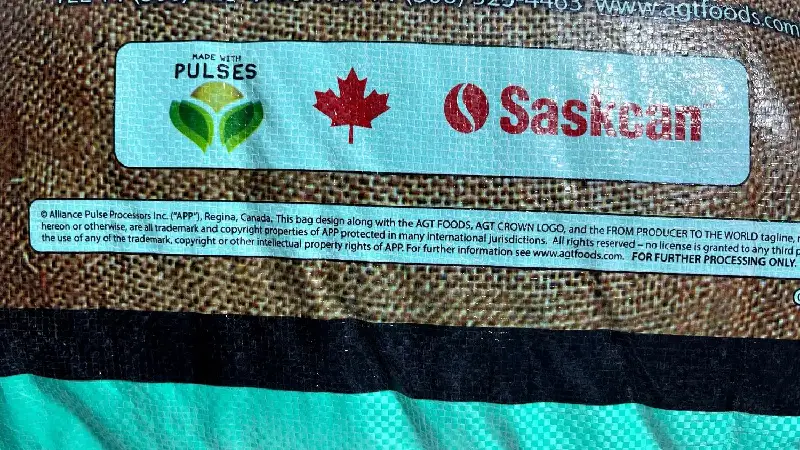 www.agtfoods.com
MADE WITH
PULSES
Saskcan
© Alliance Pulse Processors Inc. ("APP"), Regina, Canada. This bag design along with the AGT FOODS, AGT CROWN LOGO, and the FROM PRODUCER TO THE WORLD tagline,
hereon or otherwise, are all trademark and copyright properties of APP protected in many international jurisdictions. All rights reserved – no license is granted to any third
the use of any of the trademark, copyright or other intellectual property rights of APP. For further information see www.agtfoods.com. FOR FURTHER PROCESSING ONLY.